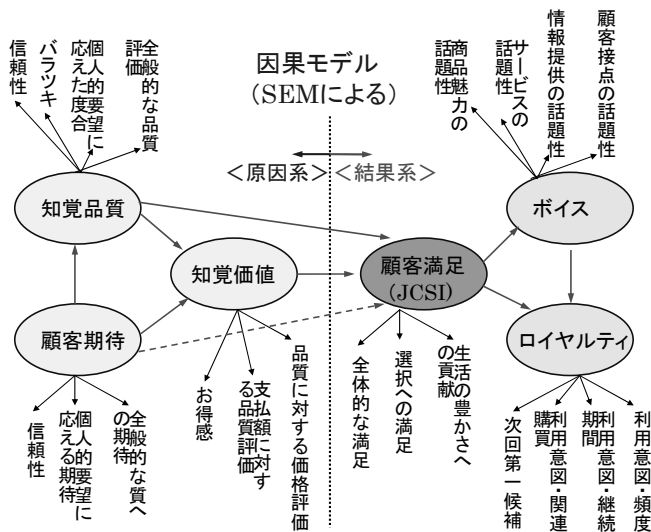 因果モデル
（SEMによる）
＜原因系＞
＜結果系＞
信頼性
バラツキ
個人的要望に
応えた度合
全般的な品質
評価
知覚品質
顧客期待
信頼性
個人的要望に
応える期待
全般的な質へ
の期待
知覚価値
お得感
支払額に対す
る品質評価
品質に対する価格評価
顧客満足
(JCSI)
全体的な満足
選択への満足
生活の豊かさへ
の貢献
商品魅力の
話題性
サービスの
話題性
情報提供の話題性
顧客接点の話題性
ボイス
ロイヤルティ
次回第一候補
利用意図・関連
購買
利用意図・継続
期間
利用意図・頻度